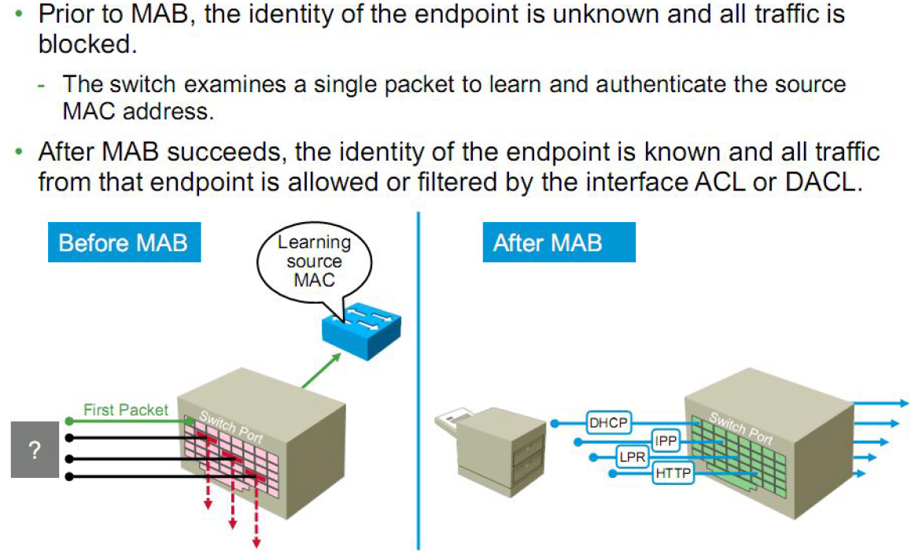 • Prior to MAB, the identity of the endpoint is unknown and all traffic is
blocked.
- The switch examines a single packet to learn and authenticate the source
MAC address.
• After MAB succeeds, the identity of the endpoint is known and all traffic
from that endpoint is allowed or filtered by the interface ACL or DACL.
Before MAB
Learning
source
MAC
First Packet
Switch Port
?
After MAB
DHCP
IPP
LPR
HTTP
Switch Port